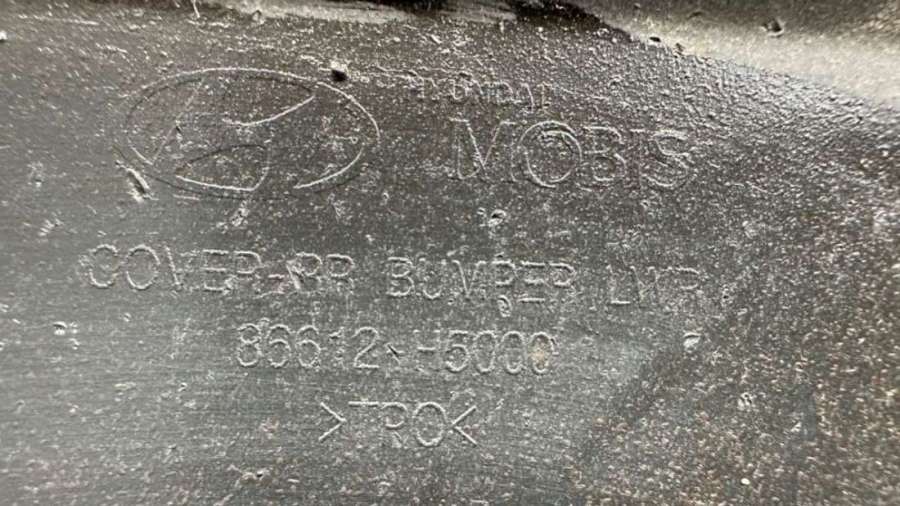 HYUNDAI
MOBIS
COVER-RR BUMPER LWR
86612-H5000
>TPO<